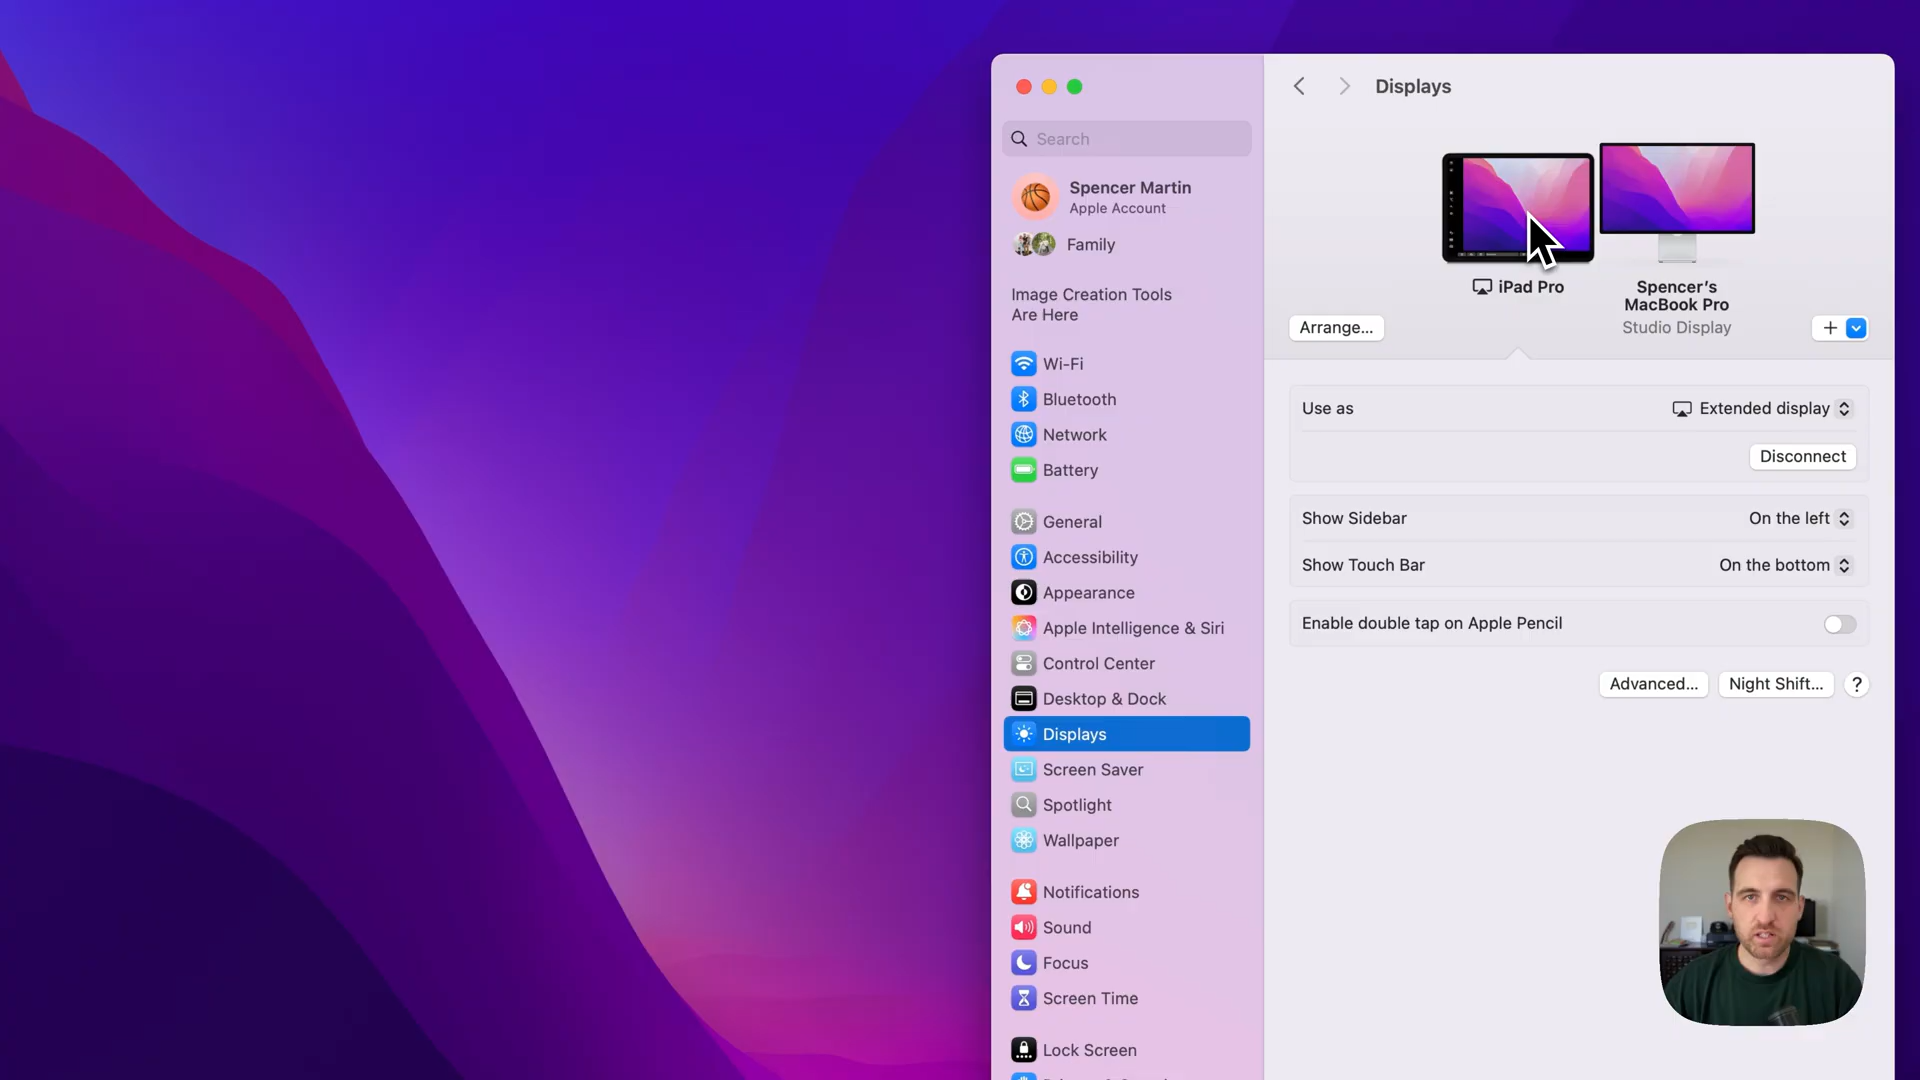 Displays
Search
Spencer Martin
Apple Account
Family
Image Creation Tools
Are Here
Wi-Fi
Bluetooth
Network
Battery
General
Accessibility
Appearance
Apple Intelligence & Siri
Control Center
Desktop & Dock
Displays
Screen Saver
Spotlight
Wallpaper
Notifications
Sound
Focus
Screen Time
Lock Screen
iPad Pro
Spencer's
MacBook Pro
Studio Display
Arrange...
Use as
Extended display
Disconnect
Show Sidebar
On the left
Show Touch Bar
On the bottom
Enable double tap on Apple Pencil
Advanced...
Night Shift...
?